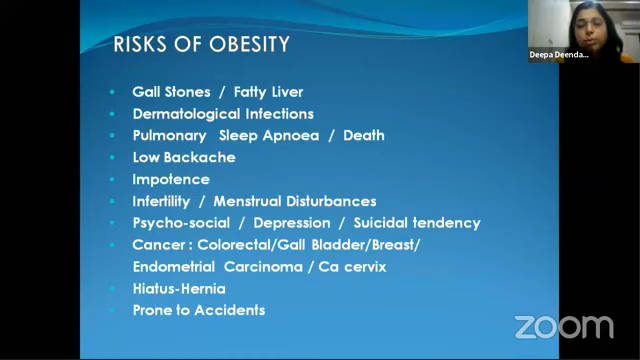 RISKS OF OBESITY
Deepa Deenda...
• Gall Stones / Fatty Liver
• Dermatological Infections
• Pulmonary Sleep Apnoea / Death
• Low Backache
• Impotence
• Infertility / Menstrual Disturbances
• Psycho-social / Depression / Suicidal tendency
• Cancer : Colorectal/Gall Bladder/Breast/
Endometrial Carcinoma / Ca cervix
• Hiatus-Hernia
• Prone to Accidents
zoom